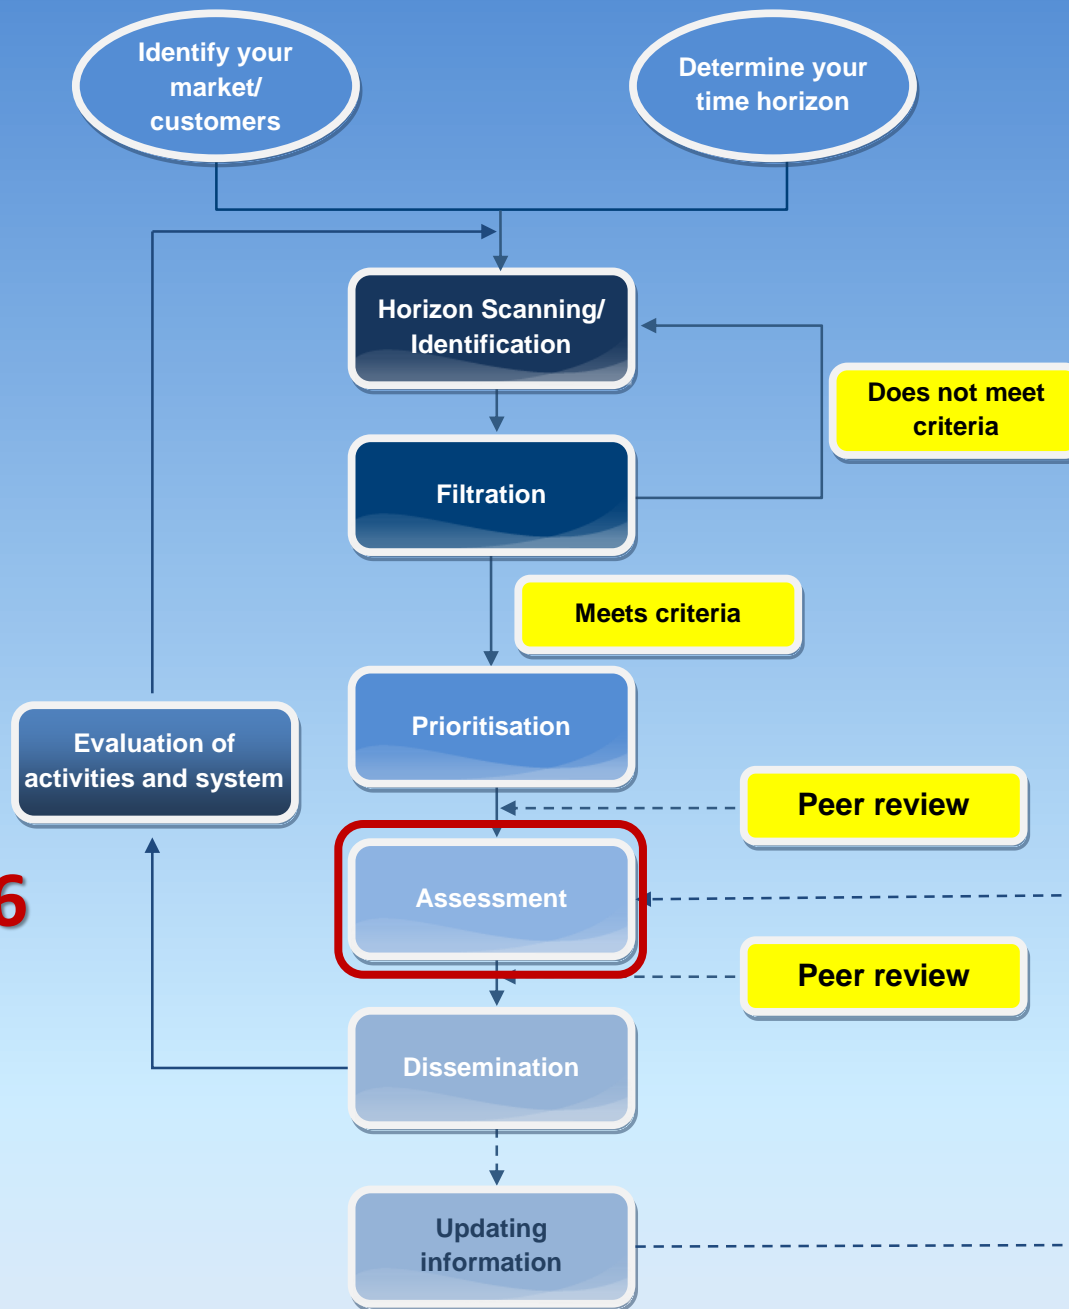 Identify your
market/
customers
Determine your
time horizon
Horizon Scanning/
Identification
Does not meet
criteria
Filtration
Meets criteria
Prioritisation
Evaluation of
activities and system
Peer review
Assessment
6
Peer review
Dissemination
Updating
information